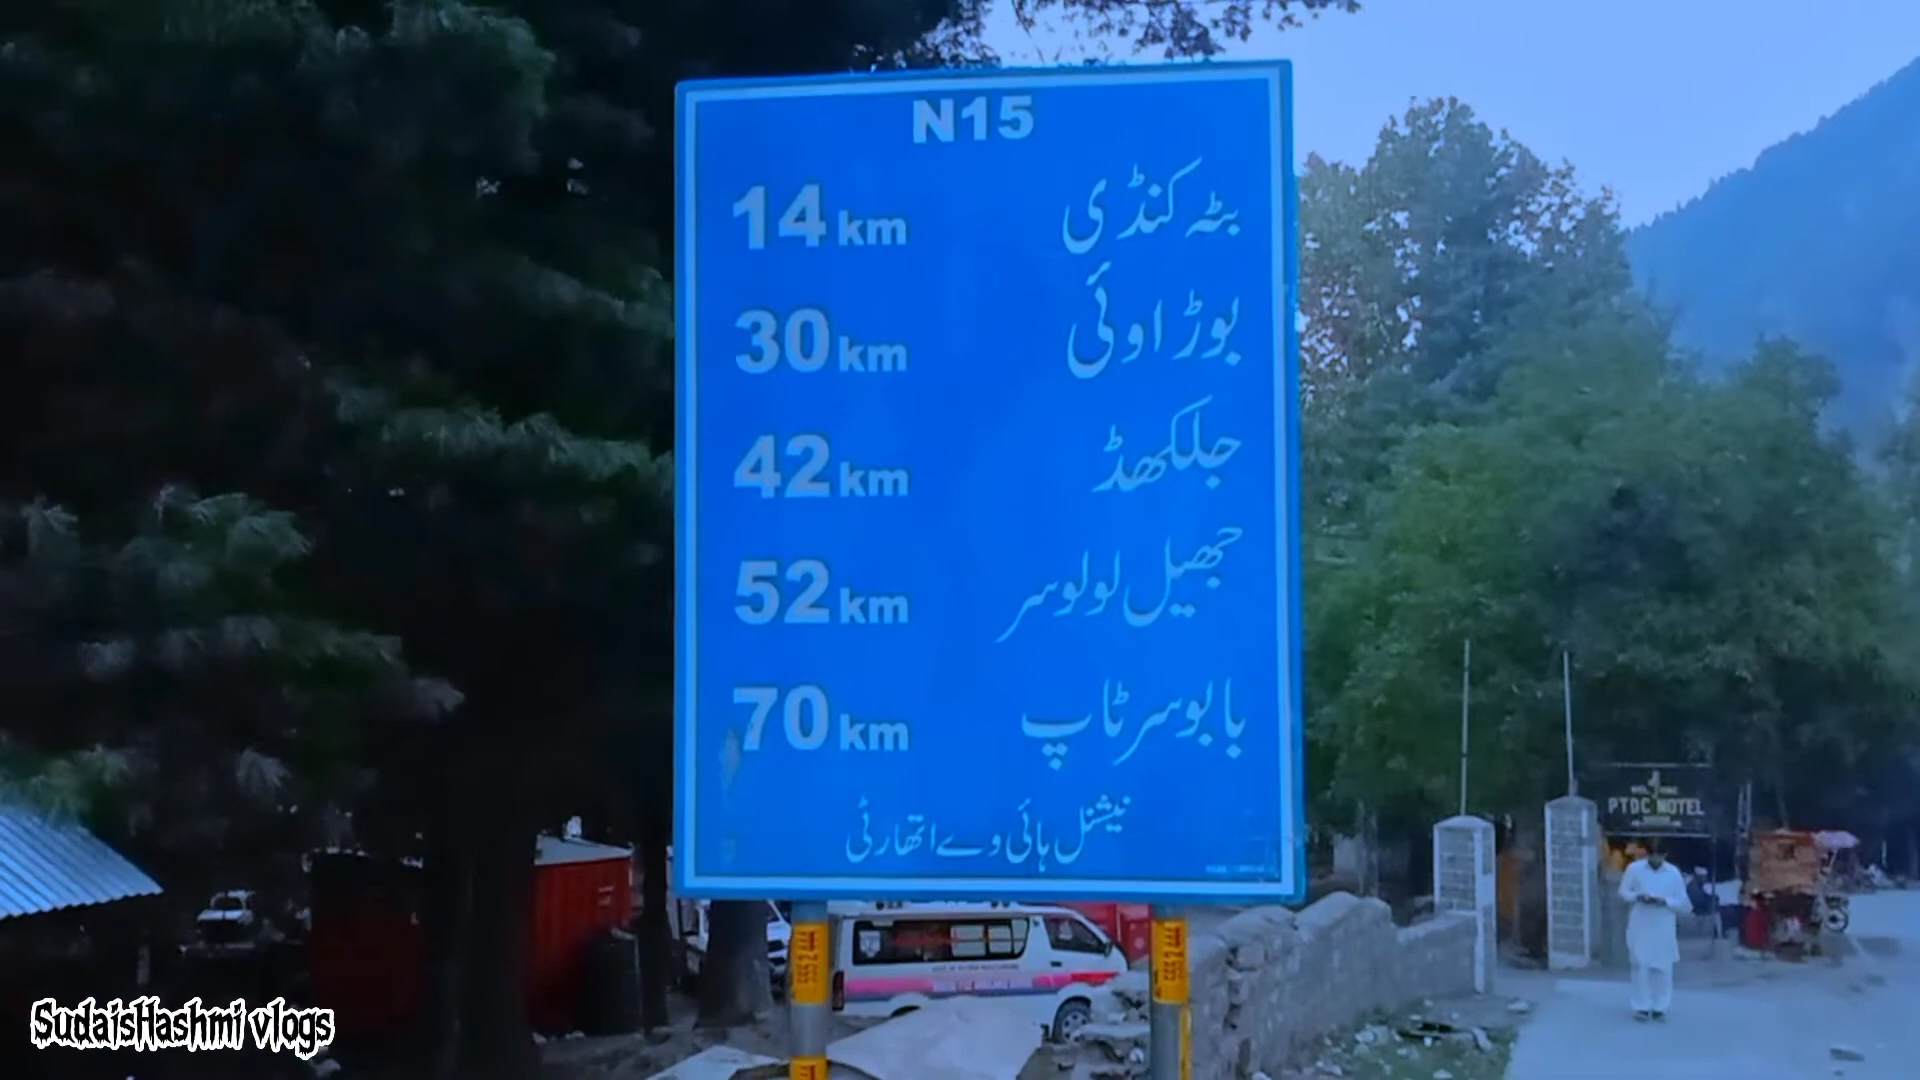 N15
14 km بٹہ کنڈی
30 km بوڑاوئی
42 km جلکھڈ
52 km جھیل لولوسر
70 km بابوسر ٹاپ
نیشنل ہائی وے اتھارٹی
PTDC MOTEL
SudaisHashmi vlogs